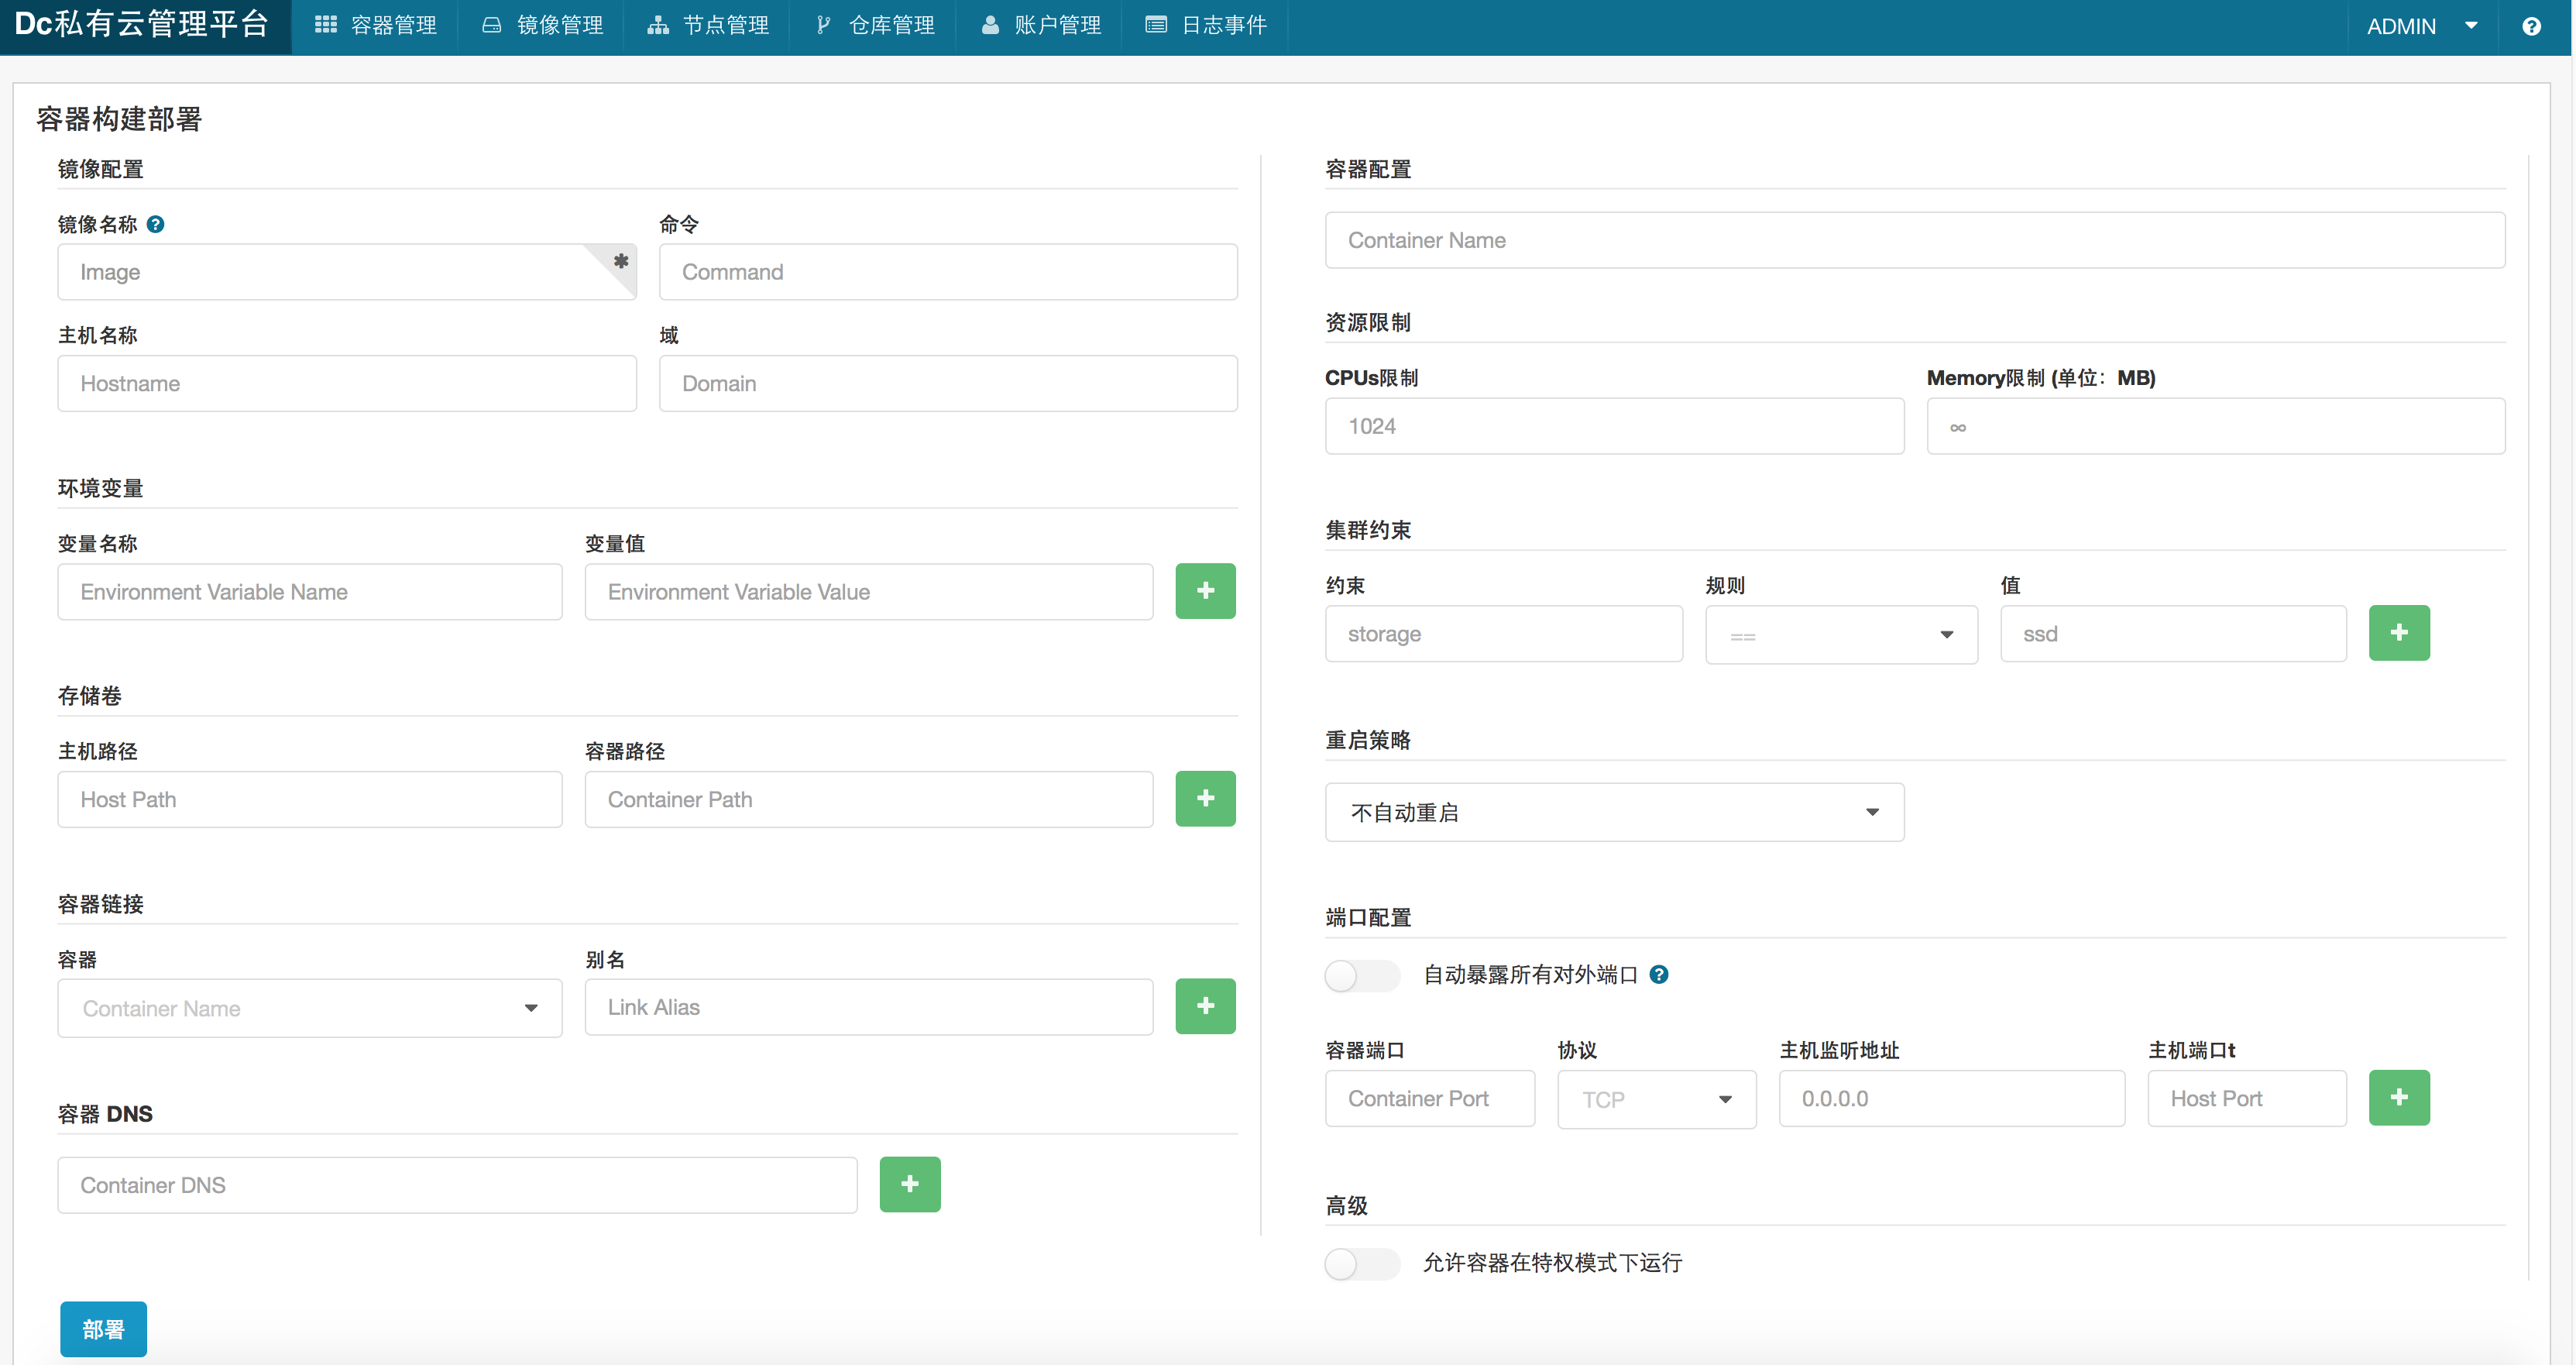 Dc私有云管理平台 容器管理 镜像管理 节点管理 仓库管理 账户管理 日志事件 ADMIN
容器构建部署
镜像配置
镜像名称 命令
Image Command
主机名称 域
Hostname Domain
环境变量
变量名称 变量值
Environment Variable Name Environment Variable Value
存储卷
主机路径 容器路径
Host Path Container Path
容器链接
容器 别名
Container Name Link Alias
容器 DNS
Container DNS
部署
容器配置
Container Name
资源限制
CPUs限制 Memory限制 (单位：MB)
1024 ∞
集群约束
约束 规则 值
storage == ssd
重启策略
不自动重启
端口配置
自动暴露所有对外端口
容器端口 协议 主机监听地址 主机端口t
Container Port TCP 0.0.0.0 Host Port
高级
允许容器在特权模式下运行